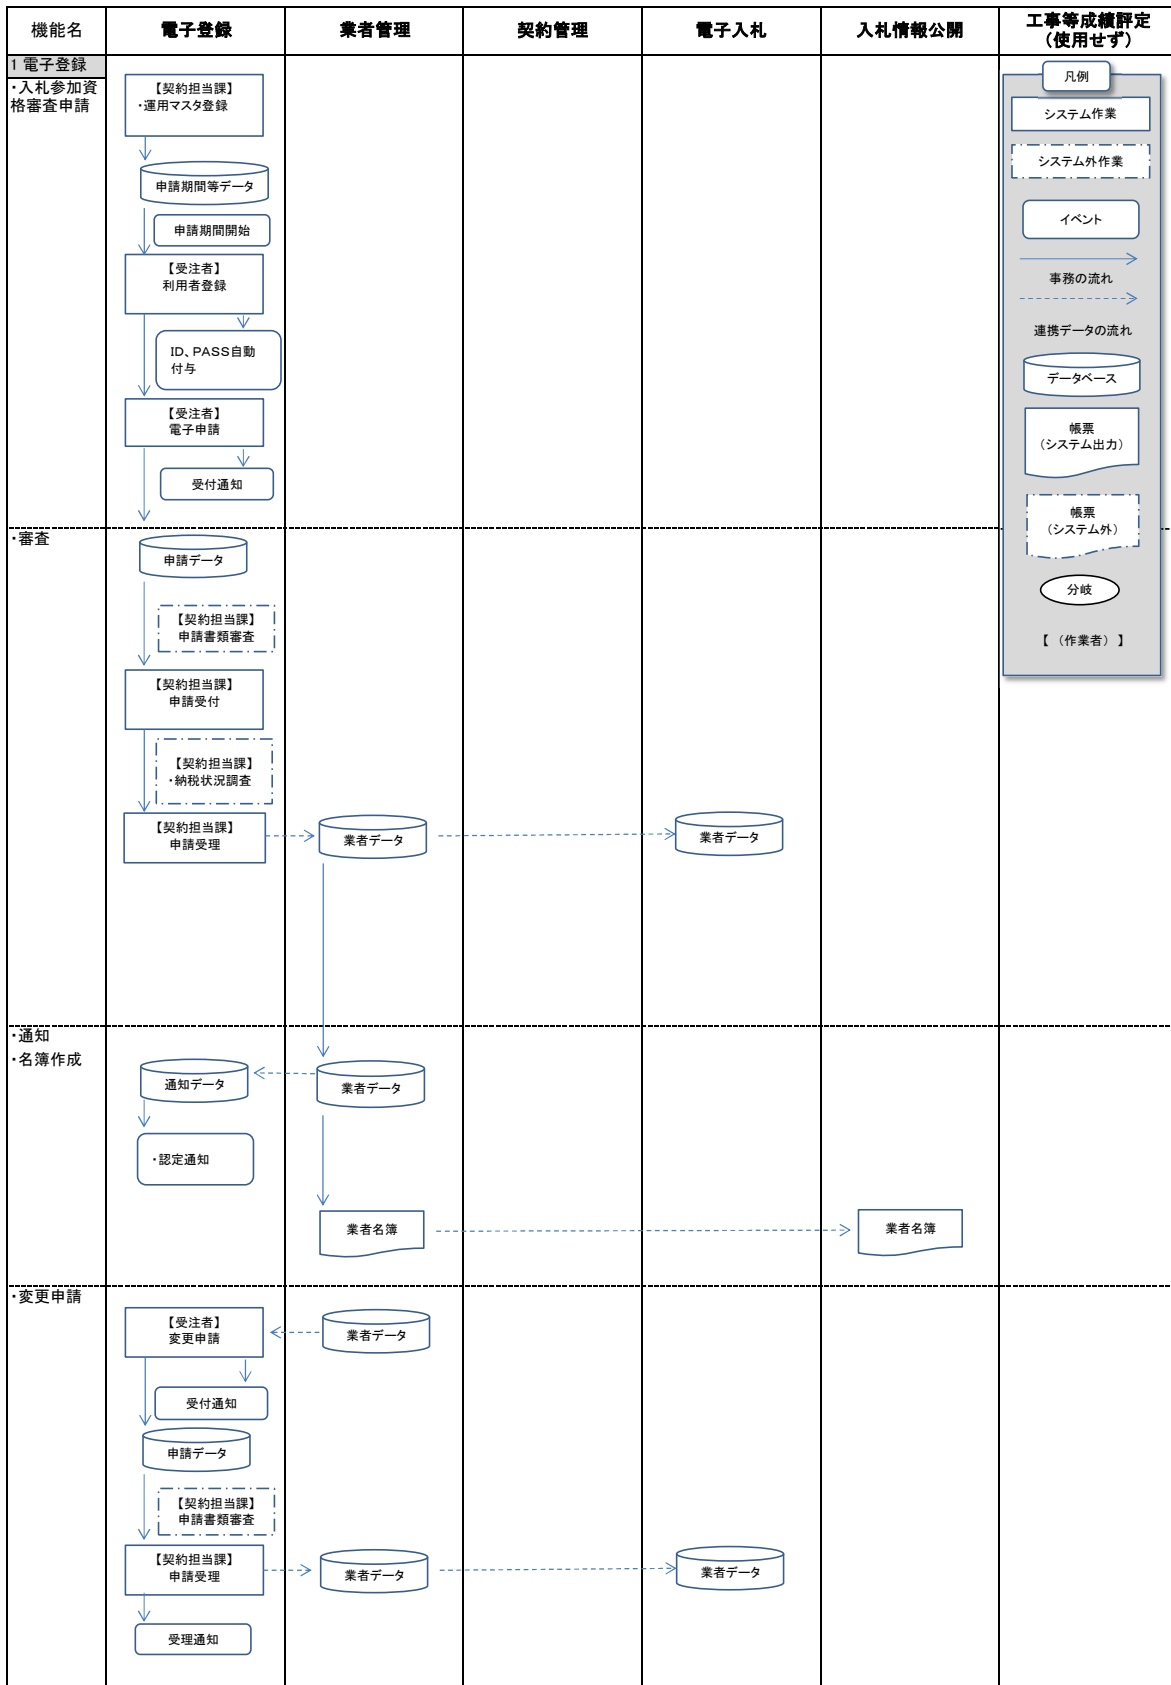 機能名
電子登録
業者管理
契約管理
電子入札
入札情報公開
工事等成績評定
(使用せず)
1 電子登録
・入札参加資
格審査申請
【契約担当課】
・運用マスタ登録
申請期間等データ
申請期間開始
【受注者】
利用者登録
ID、PASS自動
付与
【受注者】
電子申請
受付通知
凡例
システム作業
システム外作業
イベント
事務の流れ
連携データの流れ
データベース
帳票
(システム出力)
帳票
(システム外)
分岐
【 (作業者) 】
・審査
申請データ
【契約担当課】
申請書類審査
【契約担当課】
申請受付
【契約担当課】
・納税状況調査
【契約担当課】
申請受理
業者データ
業者データ
・通知
・名簿作成
通知データ
業者データ
・認定通知
業者名簿
業者名簿
・変更申請
【受注者】
変更申請
業者データ
受付通知
申請データ
【契約担当課】
申請書類審査
【契約担当課】
申請受理
業者データ
業者データ
受理通知